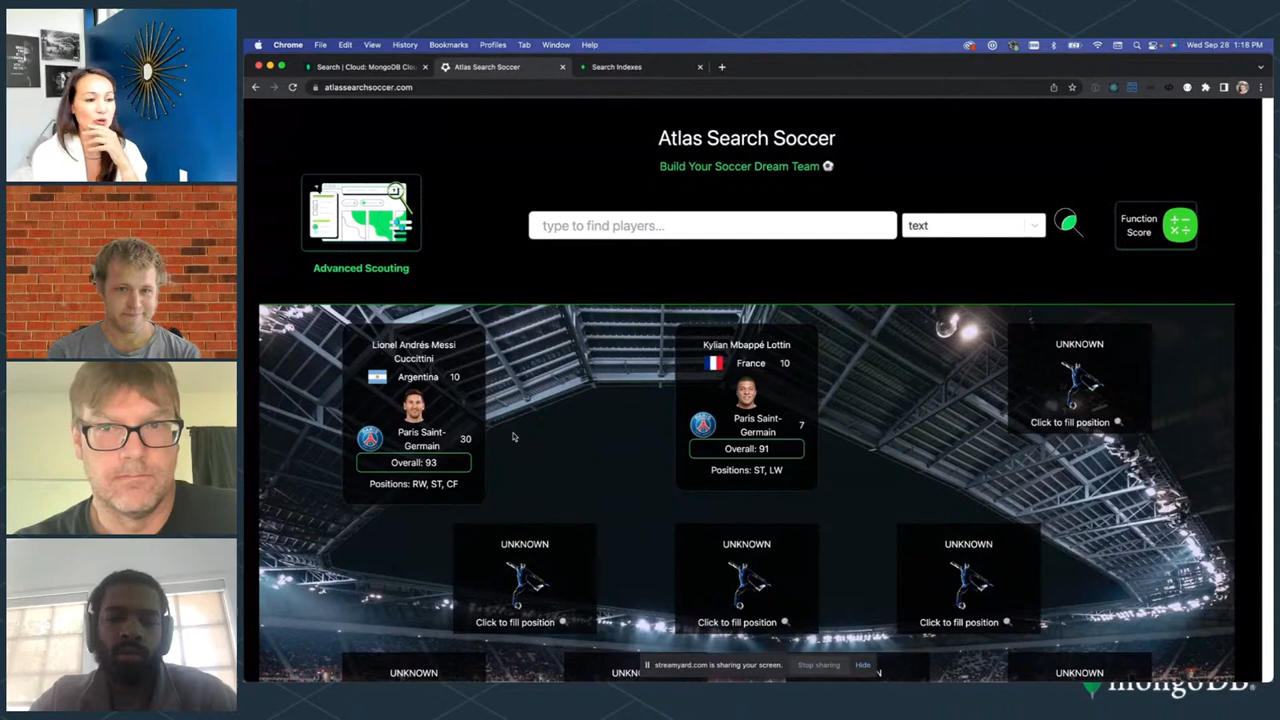 Chrome File Edit View History Bookmarks Profiles Tab Window Help
Wed Sep 28 1:18 PM
Search | Cloud: MongoDB Clou
Atlas Search Soccer
Search Indexes
atlassearchsoccer.com
Atlas Search Soccer
Build Your Soccer Dream Team
Advanced Scouting
type to find players...
text
Function
Score
Lionel Andrés Messi
Cuccittini
Argentina 10
Paris Saint-
Germain
30
Overall: 93
Positions: RW, ST, CF
Kylian Mbappé Lottin
France 10
Paris Saint-
Germain
7
Overall: 91
Positions: ST, LW
UNKNOWN
Click to fill position
UNKNOWN
Click to fill position
UNKNOWN
Click to fill position
UNKNOWN
Click to fill position
UNKNOWN
UNKN
N
UNKNOWN
streamyard.com is sharing your screen.
Stop sharing
Hide
mongoDB